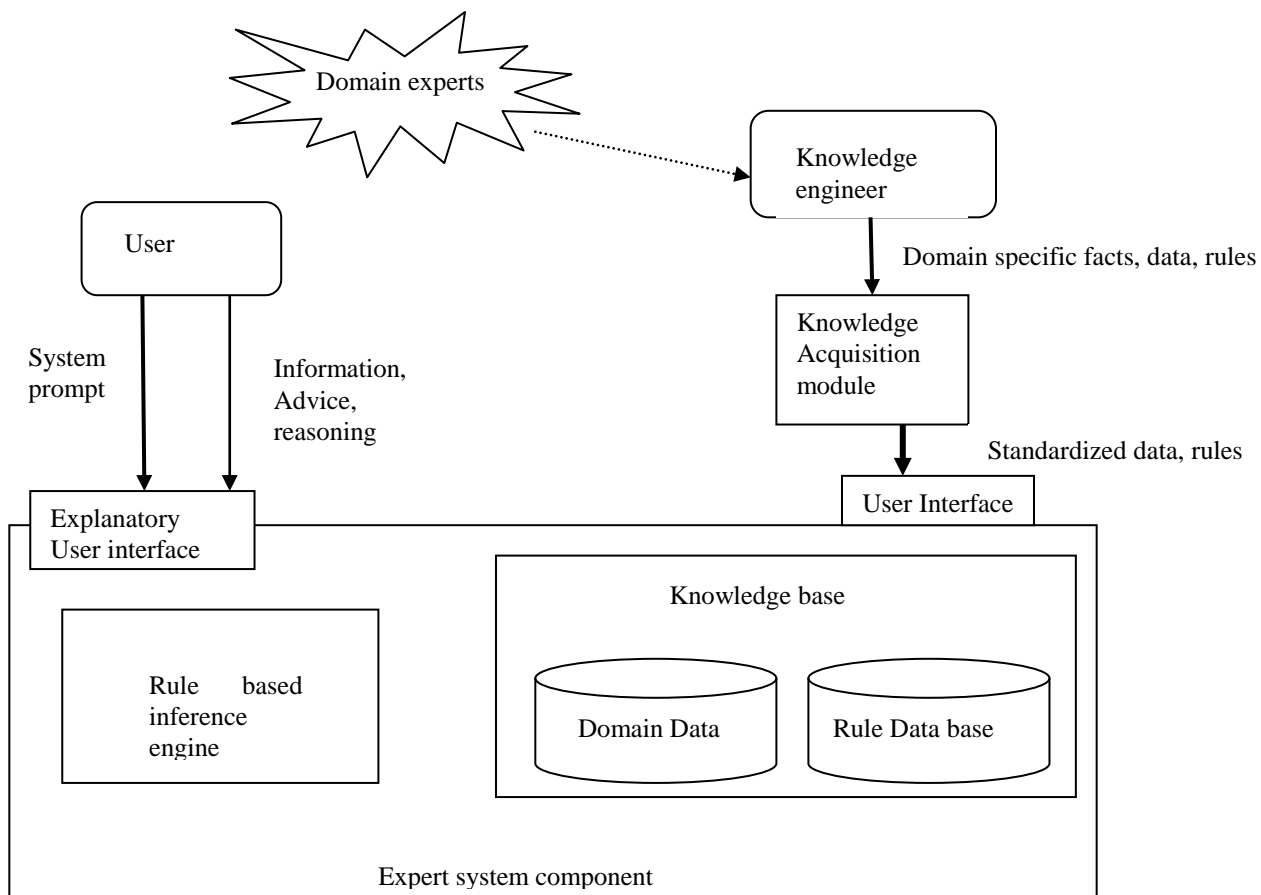 Domain experts
Knowledge
engineer
User
Domain specific facts, data, rules
Knowledge
Acquisition
module
System
prompt
Information,
Advice,
reasoning
Standardized data, rules
Explanatory
User interface
User Interface
Knowledge base
Rule based
inference
engine
Domain Data
Rule Data base
Expert system component